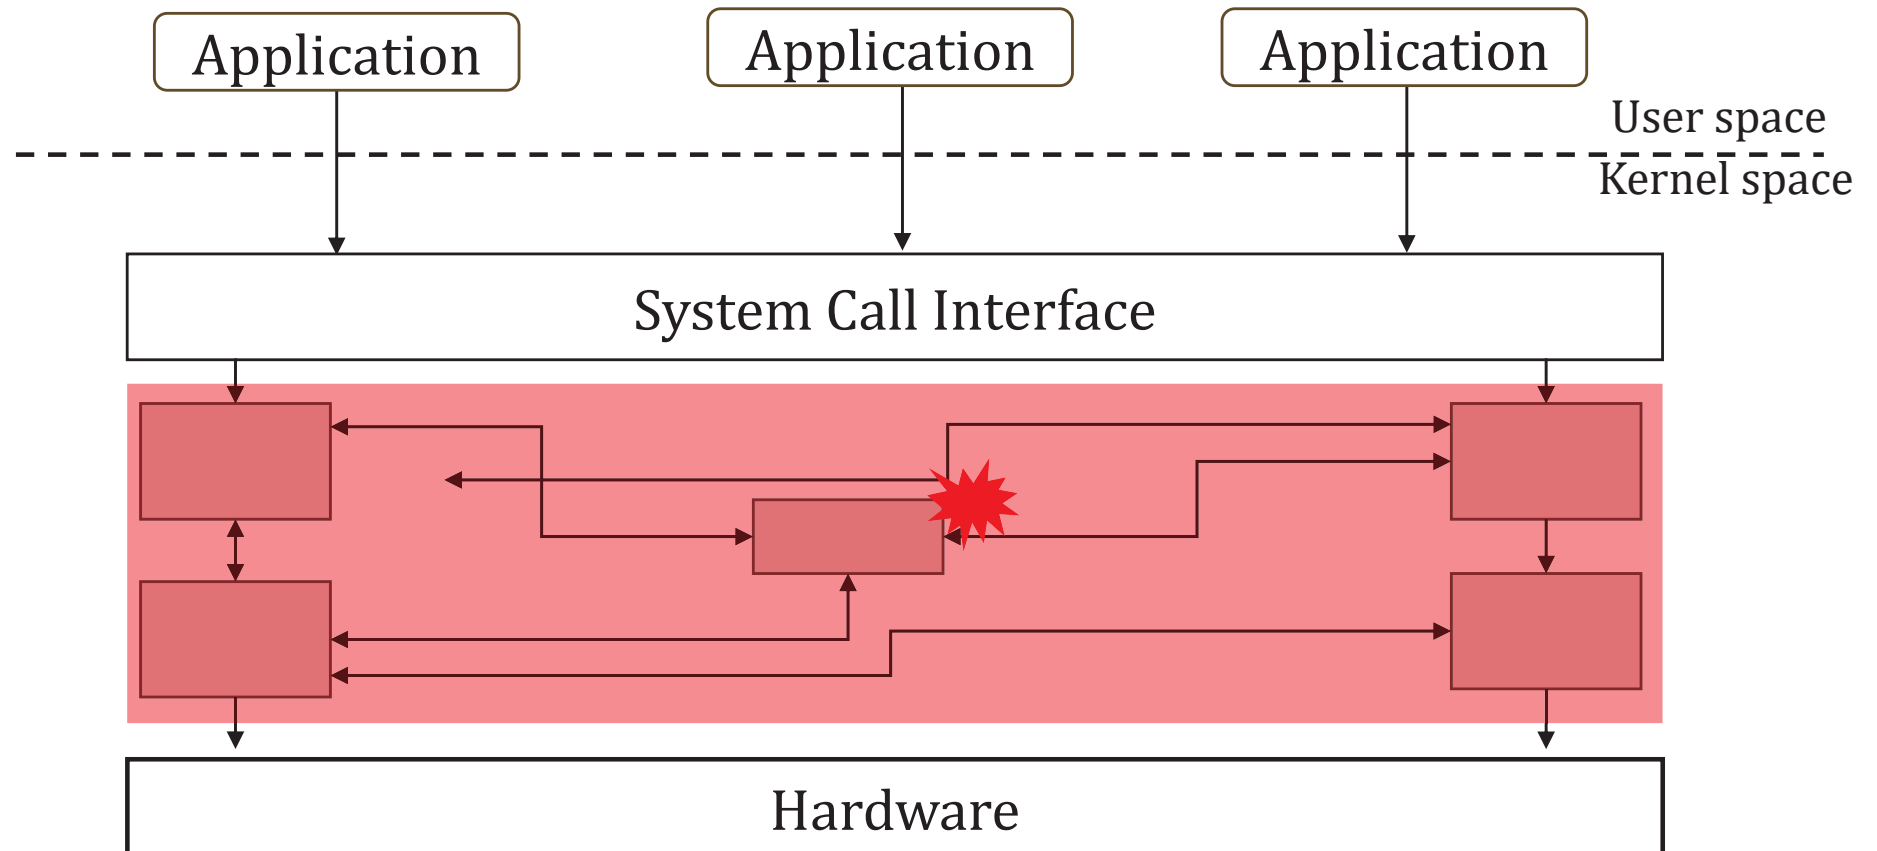 Application
Application
Application
User space
Kernel space
System Call Interface
Hardware